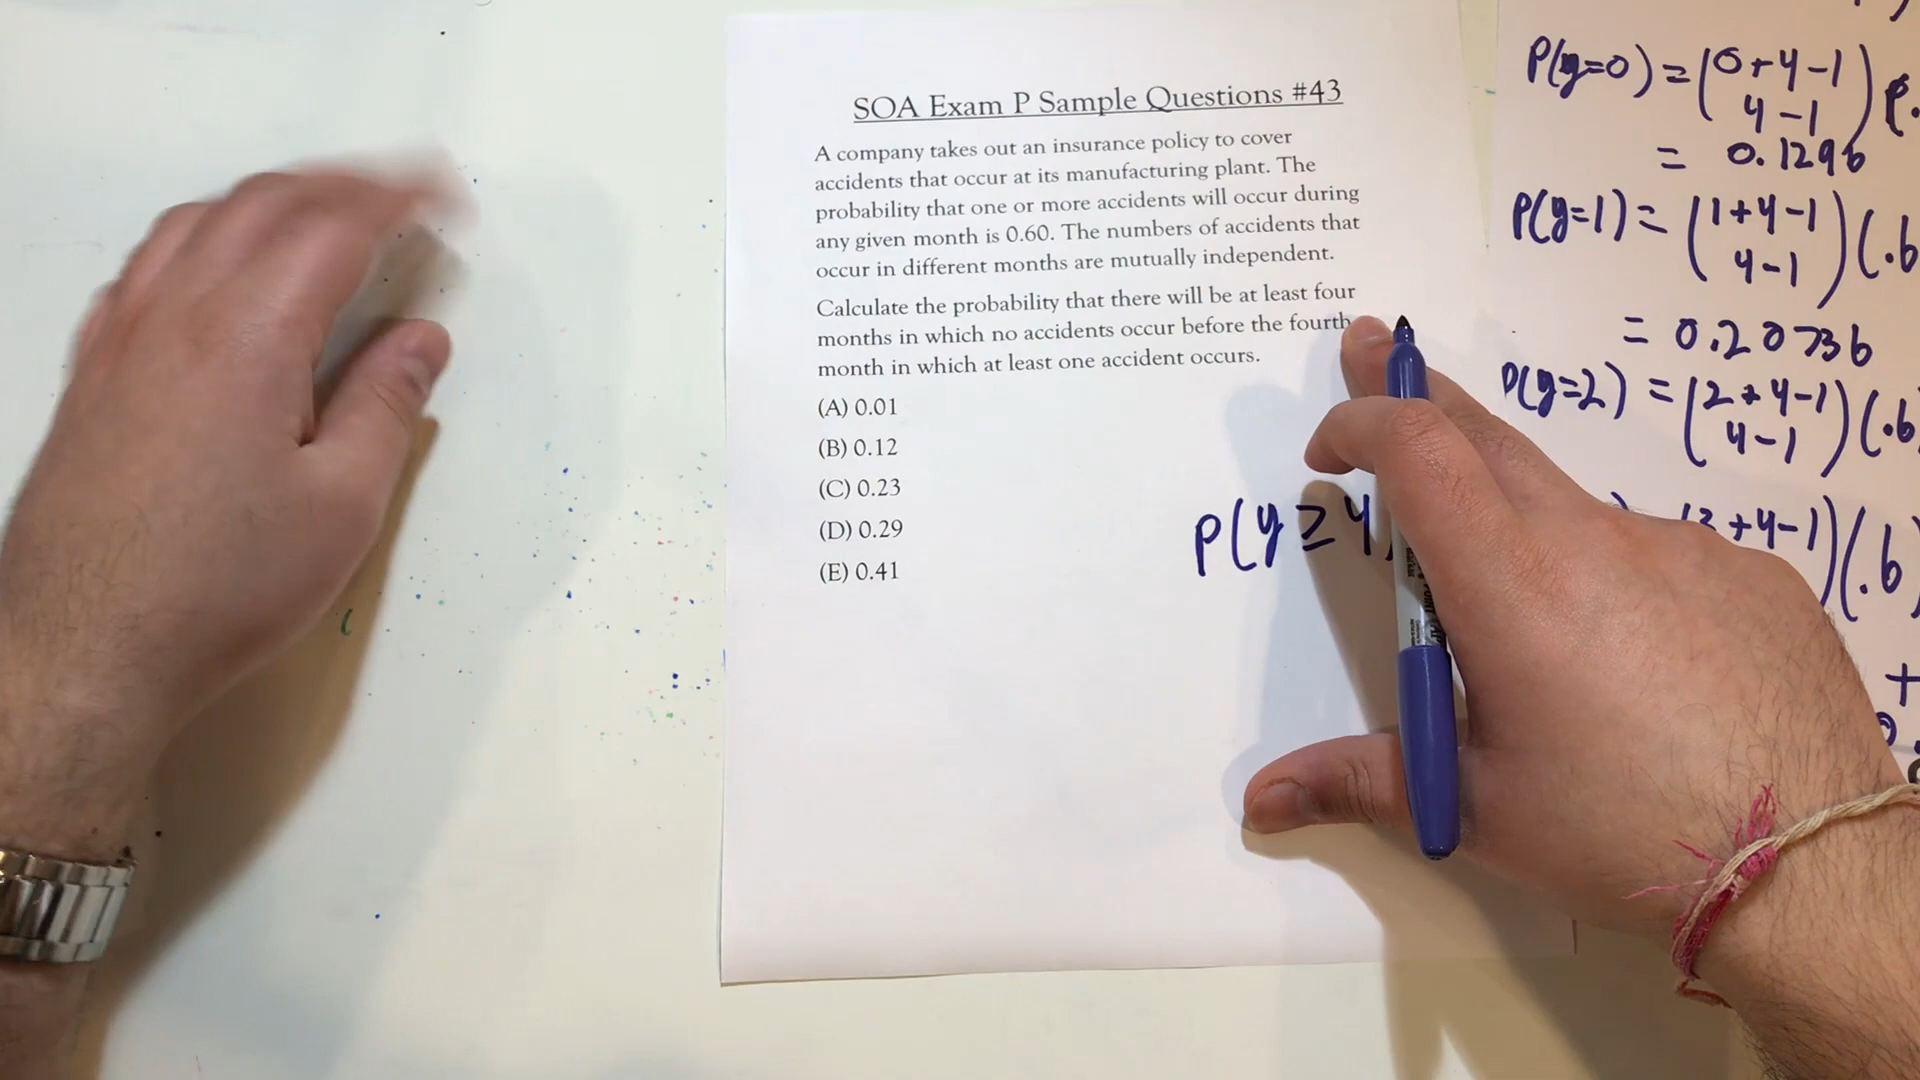 SOA Exam P Sample Questions #43
A company takes out an insurance policy to cover
accidents that occur at its manufacturing plant. The
probability that one or more accidents will occur during
any given month is 0.60. The numbers of accidents that
occur in different months are mutually independent.
Calculate the probability that there will be at least four
months in which no accidents occur before the fourth
month in which at least one accident occurs.
(A) 0.01
(B) 0.12
(C) 0.23
(D) 0.29
(E) 0.41
P(y≥4)
P(y=0) = (0+4-1
4-1)
= 0.1296
P(y=1) = (1+4-1
4-1) (.6
= 0.20736
P(y=2) = (2+4-1
4-1) (.6
+4-1) (.6)
+
0.